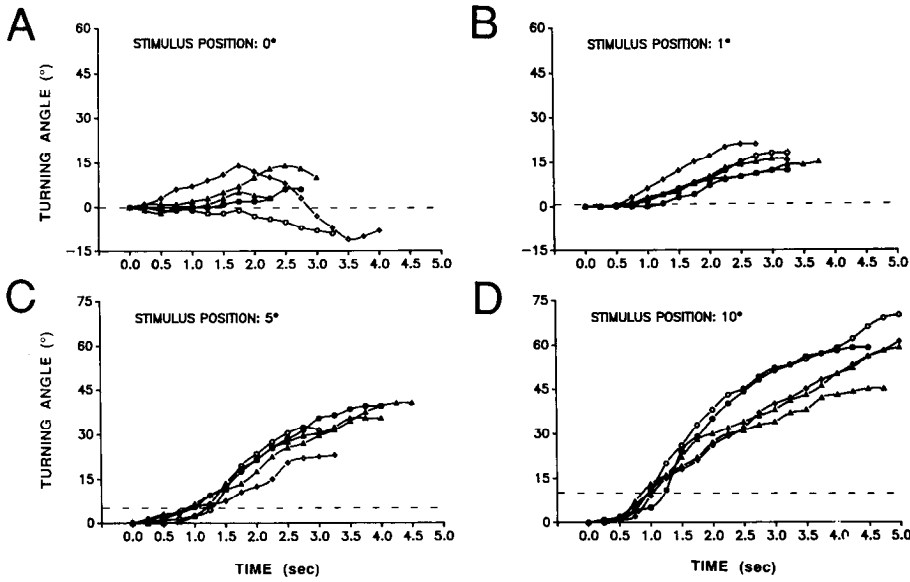 A
B
STIMULUS POSITION: 0°
STIMULUS POSITION: 1°
TURNING ANGLE (°)
60
45
30
15
0
-15
0.0 0.5 1.0 1.5 2.0 2.5 3.0 3.5 4.0 4.5 5.0
60
45
30
15
0
-15
0.0 0.5 1.0 1.5 2.0 2.5 3.0 3.5 4.0 4.5 5.0
C
D
STIMULUS POSITION: 5°
STIMULUS POSITION: 10°
TURNING ANGLE (°)
75
60
45
30
15
0
0.0 0.5 1.0 1.5 2.0 2.5 3.0 3.5 4.0 4.5 5.0
TIME (sec)
75
60
45
30
15
0
0.0 0.5 1.0 1.5 2.0 2.5 3.0 3.5 4.0 4.5 5.0
TIME (sec)